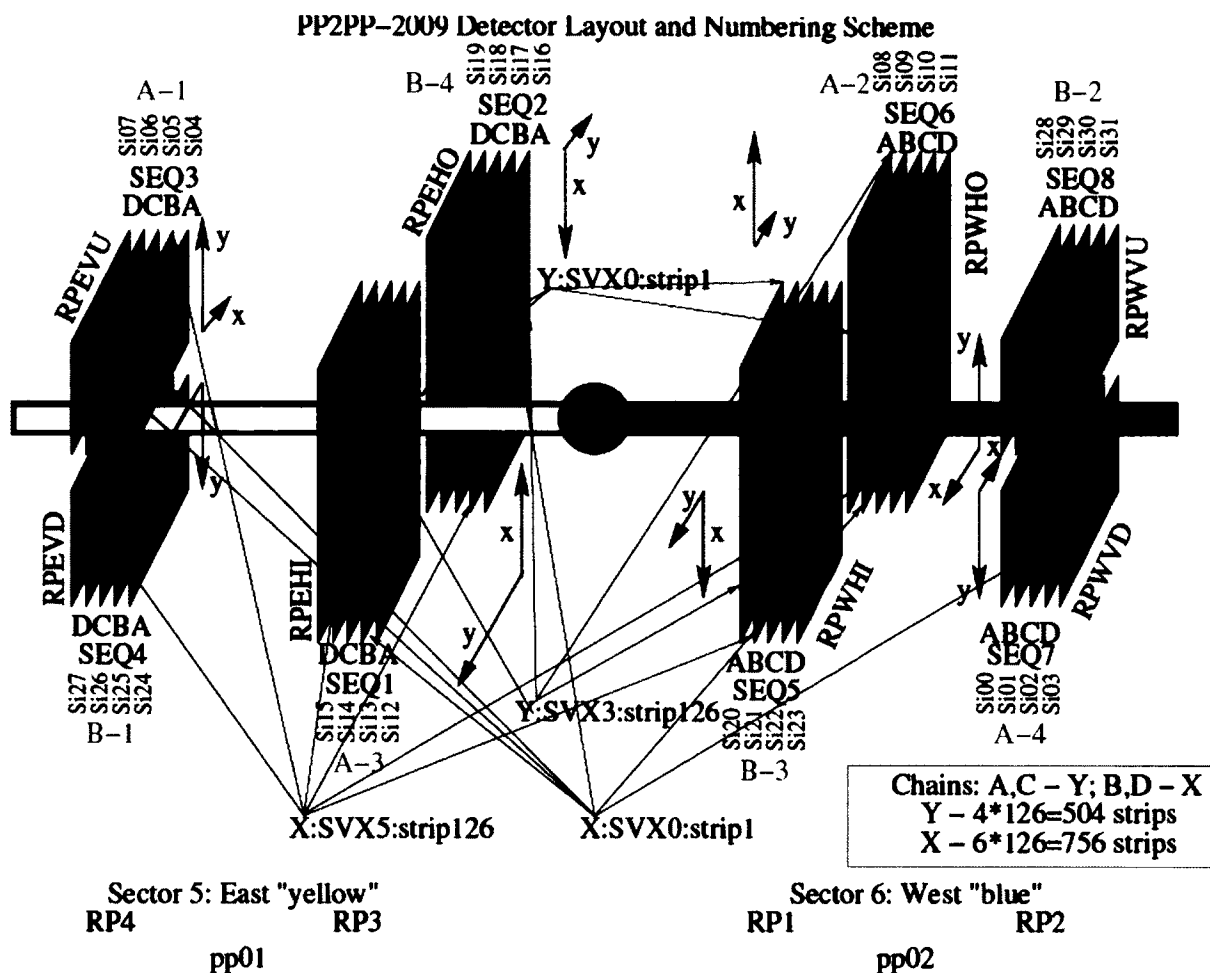 PP2PP-2009 Detector Layout and Numbering Scheme
Si19
Si18
Si17
Si16
Si08
Si09
Si10
Si11
B-4
A-2
A-1
B-2
SEQ2
DCBA
SEQ6
ABCD
Si07
Si06
Si05
Si04
Si28
Si29
Si30
Si31
SEQ3
DCBA
SEQ8
ABCD
RPEVU
RPEHO
RPWHO
RPWVU
y
x
y
x
x
y
y
x
Y:SVX0:strip1
y
x
y
x
y
x
y
x
y
x
y
RPEVD
RPEHI
RPWHI
RPWVD
DCBA
SEQ4
DCBA
SEQ1
ABCD
SEQ5
ABCD
SEQ7
Si27
Si26
Si25
Si24
B-1
Si15
Si14
Si13
Si12
A-3
Y:SVX3:strip126
Si20
Si21
Si22
Si23
B-3
Si00
Si01
Si02
Si03
A-4
X:SVX5:strip126
X:SVX0:strip1
Chains: A,C - Y; B,D - X
Y - 4*126=504 strips
X - 6*126=756 strips
Sector 5: East "yellow"
Sector 6: West "blue"
RP4
RP3
RP1
RP2
pp01
pp02